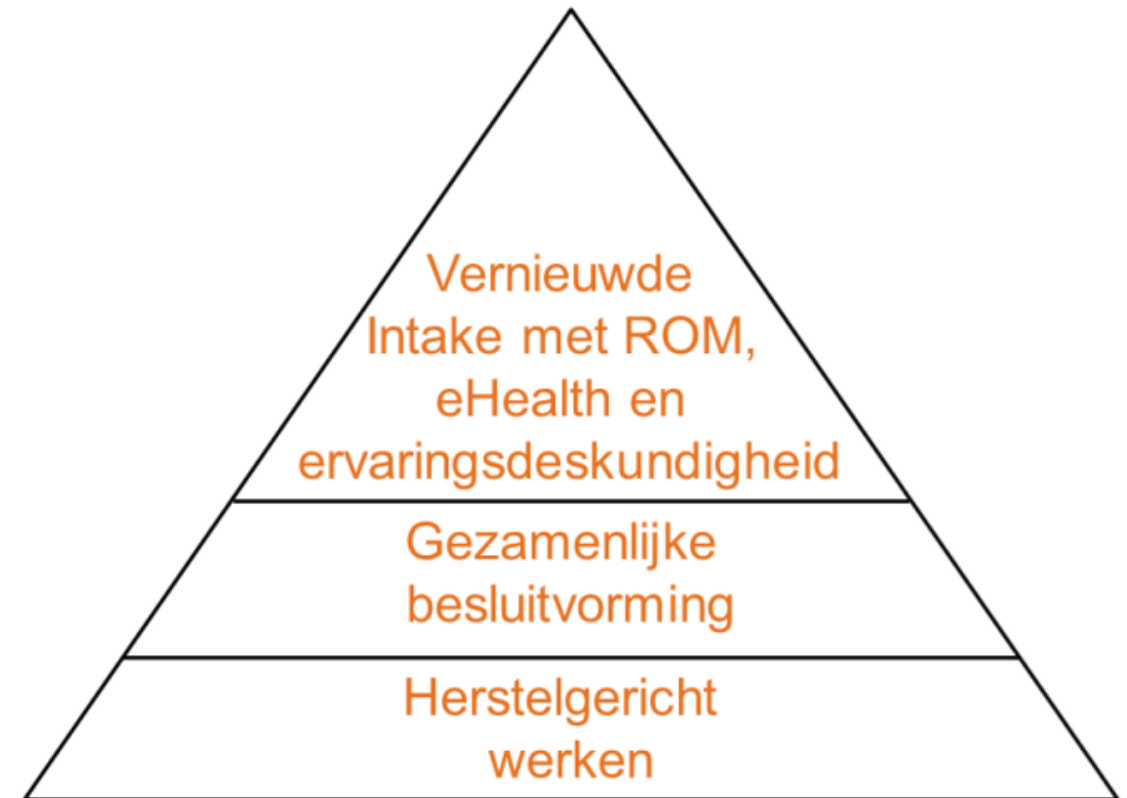 Vernieuwde
Intake met ROM,
eHealth en
ervaringsdeskundigheid
Gezamenlijke
besluitvorming
Herstelgericht
werken